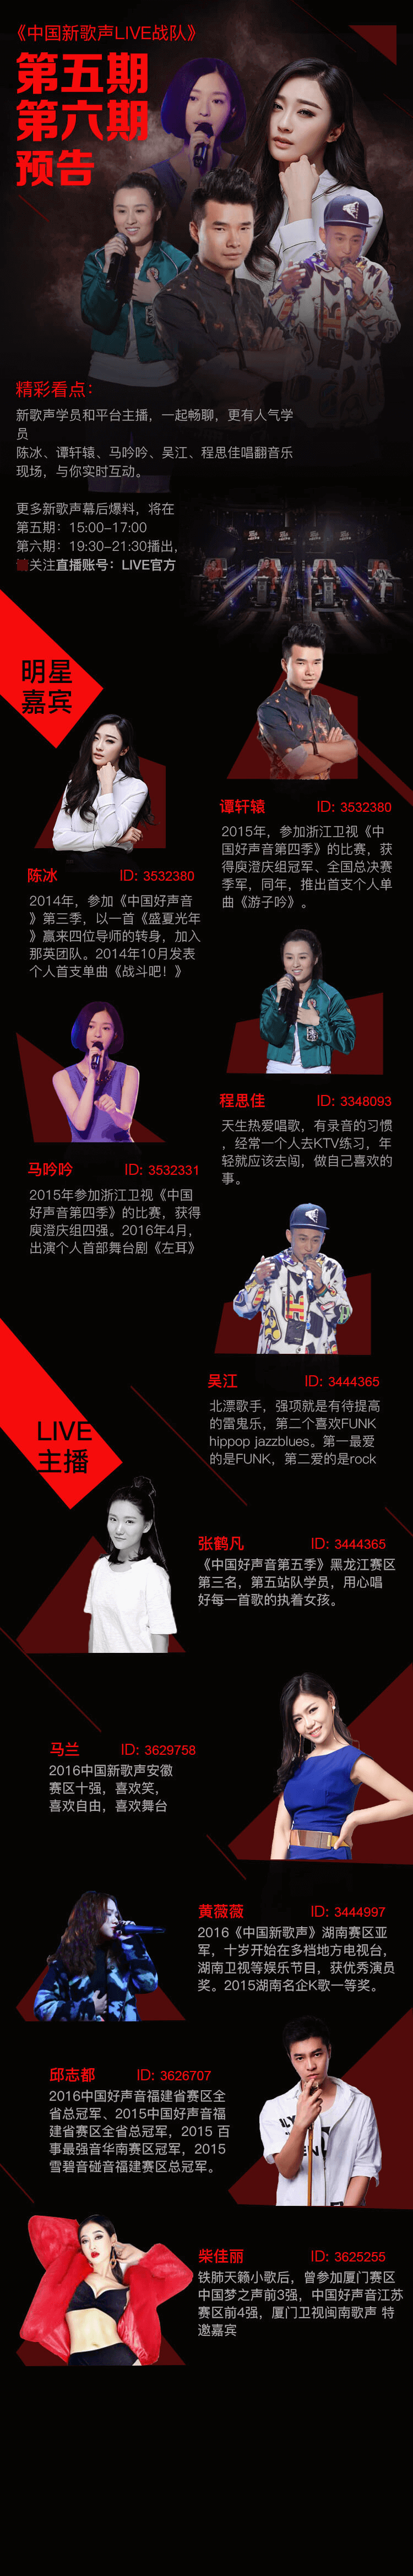 《中国新歌声LIVE战队》
第五期
第六期
预告
精彩看点：
新歌声学员和平台主播，一起畅聊，更有人气学
员
陈冰、谭轩辕、马吟吟、吴江、程思佳唱翻音乐
现场，与你实时互动。
更多新歌声幕后爆料，将在
第五期：15:00-17:00
第六期：19:30-21:30播出，
关注直播账号：LIVE官方
明星
嘉宾
谭轩辕 ID: 3532380
2015年，参加浙江卫视《中
国好声音第四季》的比赛，获
得庾澄庆组冠军、全国总决赛
季军，同年，推出首支个人单
曲《游子吟》。
陈冰 ID: 3532380
2014年，参加《中国好声音
》第三季，以一首《盛夏光年
》赢来四位导师的转身，加入
那英团队。2014年10月发表
个人首支单曲《战斗吧！》
程思佳 ID: 3348093
天生热爱唱歌，有录音的习惯
，经常一个人去KTV练习，年
轻就应该去闯，做自己喜欢的
事。
马吟吟 ID: 3532331
2015年参加浙江卫视《中国
好声音第四季》的比赛，获得
庾澄庆组四强。2016年4月，
出演个人首部舞台剧《左耳》
吴江 ID: 3444365
北漂歌手，强项就是有待提高
的雷鬼乐，第二个喜欢FUNK
hippop jazzblues。第一最爱
的是FUNK，第二爱的是rock
LIVE
主播
张鹤凡 ID: 3444365
《中国好声音第五季》黑龙江赛区
第三名，第五站队学员，用心唱
好每一首歌的执着女孩。
马兰 ID: 3629758
2016中国新歌声安徽
赛区十强，喜欢笑，
喜欢自由，喜欢舞台
黄薇薇 ID: 3444997
2016《中国新歌声》湖南赛区亚
军，十岁开始在多档地方电视台，
湖南卫视等娱乐节目，获优秀演员
奖。2015湖南名企K歌一等奖。
邱志都 ID: 3626707
2016中国好声音福建省赛区全
省总冠军、2015中国好声音福
建省赛区全省总冠军，2015 百
事最强音华南赛区冠军，2015
雪碧音碰音福建赛区总冠军。
柴佳丽 ID: 3625255
铁肺天籁小歌后，曾参加厦门赛区
中国梦之声前3强，中国好声音江苏
赛区前4强，厦门卫视闽南歌声 特
邀嘉宾